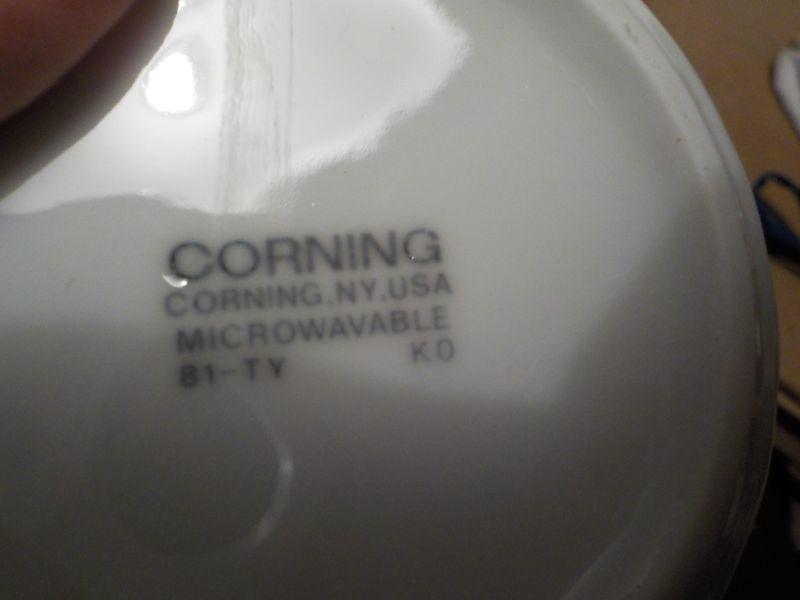 CORNING
CORNING.NY.USA
MICROWAVABLE
81-TY K0